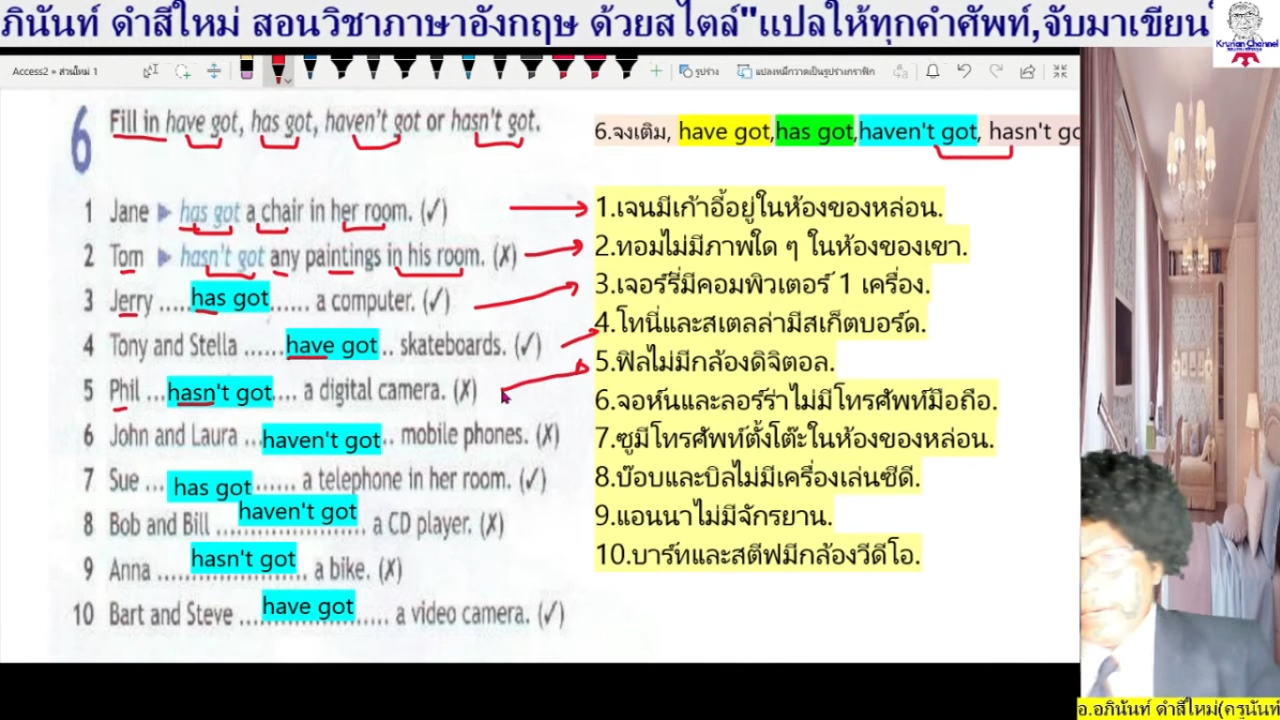 ภินันท์ ดำสีใหม่ สอนวิชาภาษาอังกฤษ ด้วยสไตล์"แปลให้ทุกคำศัพท์,จับมาเขียน
Krunan Channel
Access2 » ส่วนใหม่ 1
รูปร่าง
แปลงหมึกวาดเป็นรูปร่างกราฟิก
6 Fill in have got, has got, haven't got or hasn't got.
1 Jane ▶ has got a chair in her room. (✓)
2 Tom ▶ hasn't got any paintings in his room. (✗)
3 Jerry ..... has got ...... a computer. (✓)
4 Tony and Stella ...... have got .. skateboards. (✓)
5 Phil ... hasn't got .... a digital camera. (✗)
6 John and Laura ... haven't got .. mobile phones. (✗)
7 Sue ... has got ...... a telephone in her room. (✓)
8 Bob and Bill haven't got a CD player. (✗)
9 Anna hasn't got a bike. (✗)
10 Bart and Steve have got a video camera. (✓)
6.จงเติม, have got,has got,haven't got, hasn't go
1.เจนมีเก้าอี้อยู่ในห้องของหล่อน.
2.ทอมไม่มีภาพใด ๆ ในห้องของเขา.
3.เจอร์รี่มีคอมพิวเตอร์ 1 เครื่อง.
4.โทนี่และสเตลล่ามีสเก็ตบอร์ด.
5.ฟิลไม่มีกล้องดิจิตอล.
6.จอห์นและลอร์ร่าไม่มีโทรศัพท์มือถือ.
7.ซูมีโทรศัพท์ตั้งโต๊ะในห้องของหล่อน.
8.บ๊อบและบิลไม่มีเครื่องเล่นซีดี.
9.แอนนาไม่มีจักรยาน.
10.บาร์ทและสตีฟมีกล้องวีดีโอ.
อ.อภินันท์ ดำสีใหม่(ครูนันท์